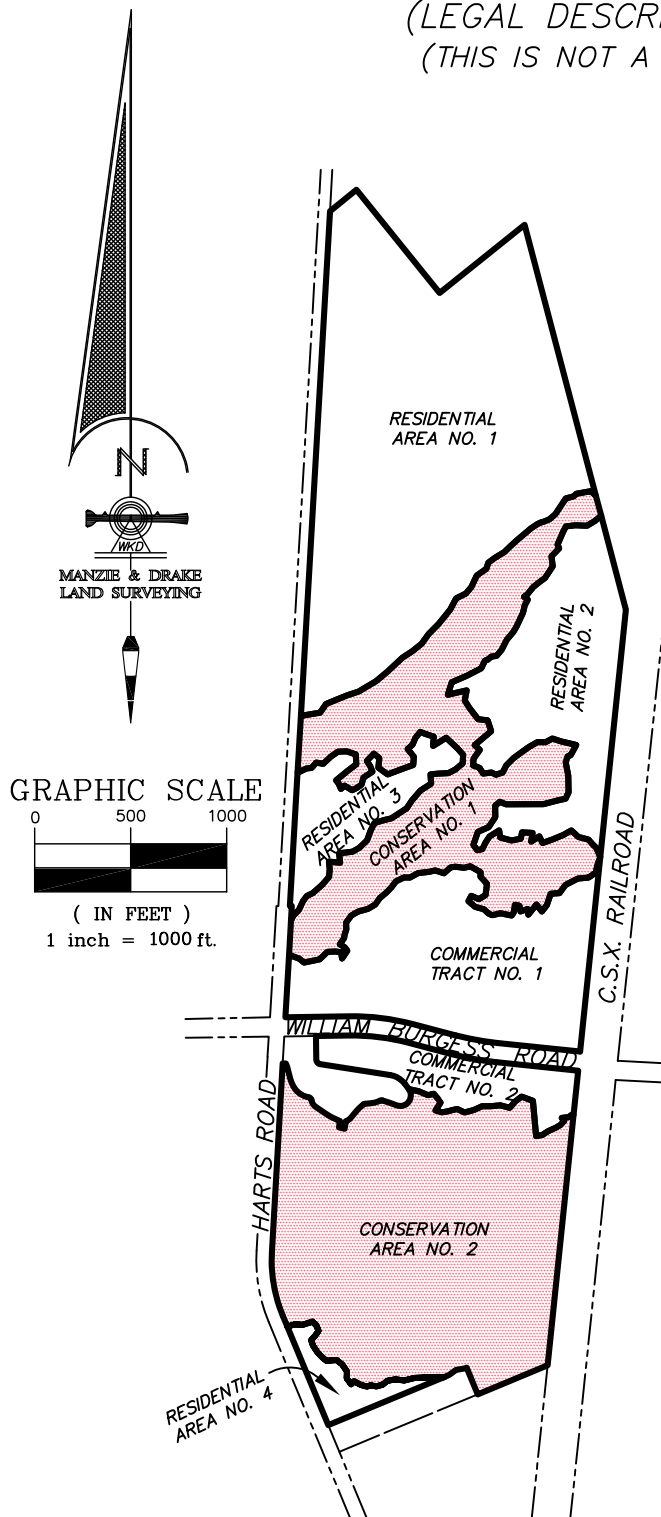 (LEGAL DESCRI
(THIS IS NOT A
N
WKD
MANZIE & DRAKE
LAND SURVEYING
GRAPHIC SCALE
0 500 1000
( IN FEET )
1 inch = 1000 ft.
RESIDENTIAL
AREA NO. 1
RESIDENTIAL
AREA NO. 2
RESIDENTIAL
AREA NO. 3
CONSERVATION
AREA NO. 1
COMMERCIAL
TRACT NO. 1
C.S.X. RAILROAD
WILLIAM BURGESS ROAD
COMMERCIAL
TRACT NO. 2
HARTS ROAD
CONSERVATION
AREA NO. 2
RESIDENTIAL
AREA NO. 4